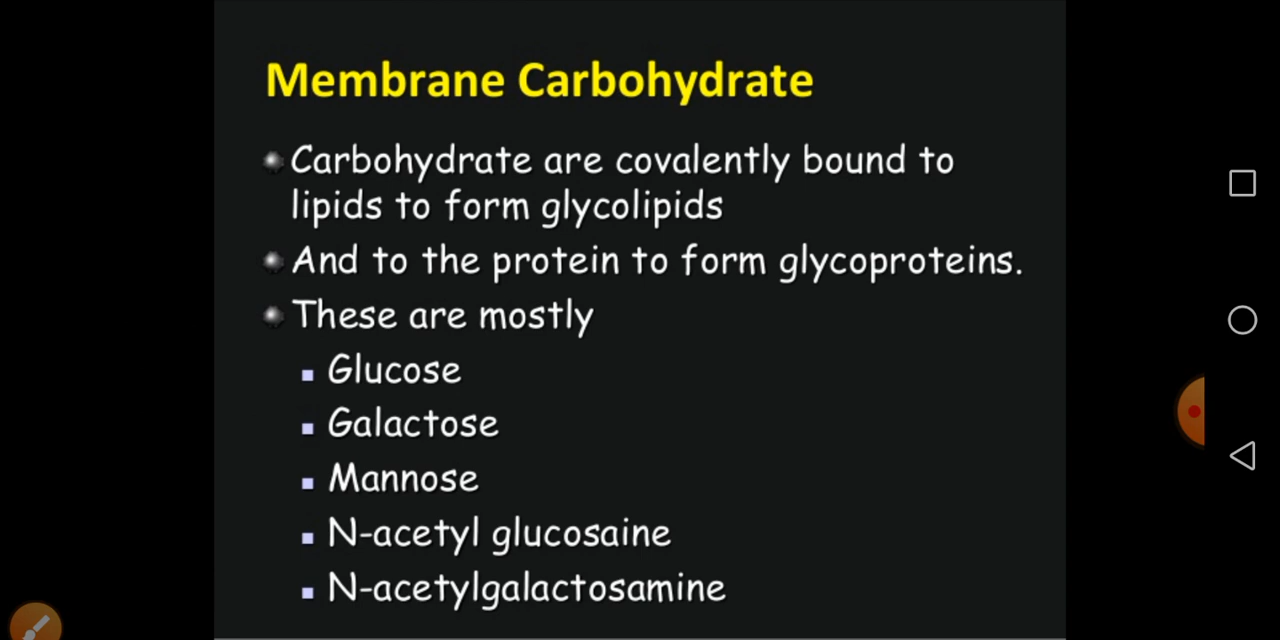 Membrane Carbohydrate
Carbohydrate are covalently bound to
lipids to form glycolipids
And to the protein to form glycoproteins.
These are mostly
Glucose
Galactose
Mannose
N-acetyl glucosaine
N-acetylgalactosamine